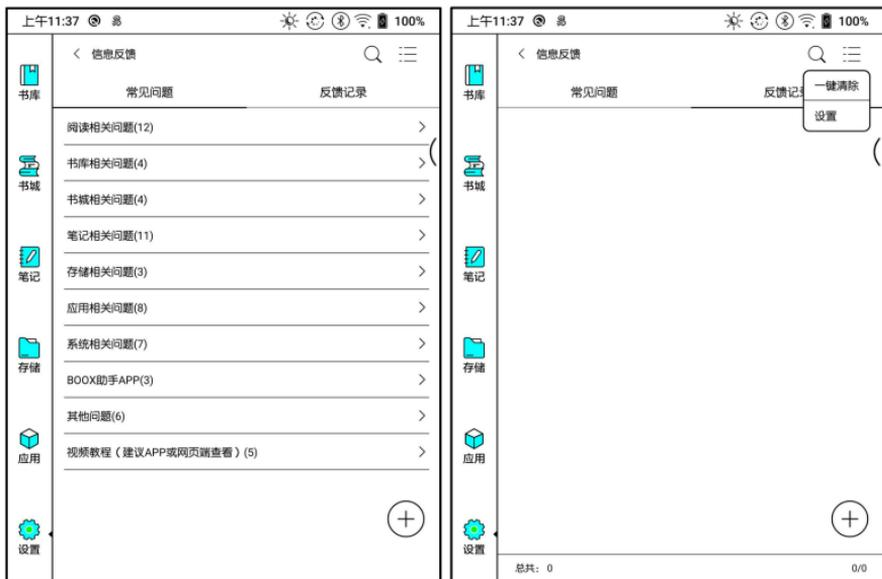 上午11:37
100%
信息反馈
常见问题
反馈记录
书库
书城
笔记
存储
应用
设置
阅读相关问题(12)
书库相关问题(4)
书城相关问题(4)
笔记相关问题(11)
存储相关问题(3)
应用相关问题(8)
系统相关问题(7)
BOOX助手APP(3)
其他问题(6)
视频教程（建议APP或网页端查看）(5)
上午11:37
100%
信息反馈
一键清除
设置
常见问题
反馈
书库
书城
笔记
存储
应用
设置
总共：0
0/0